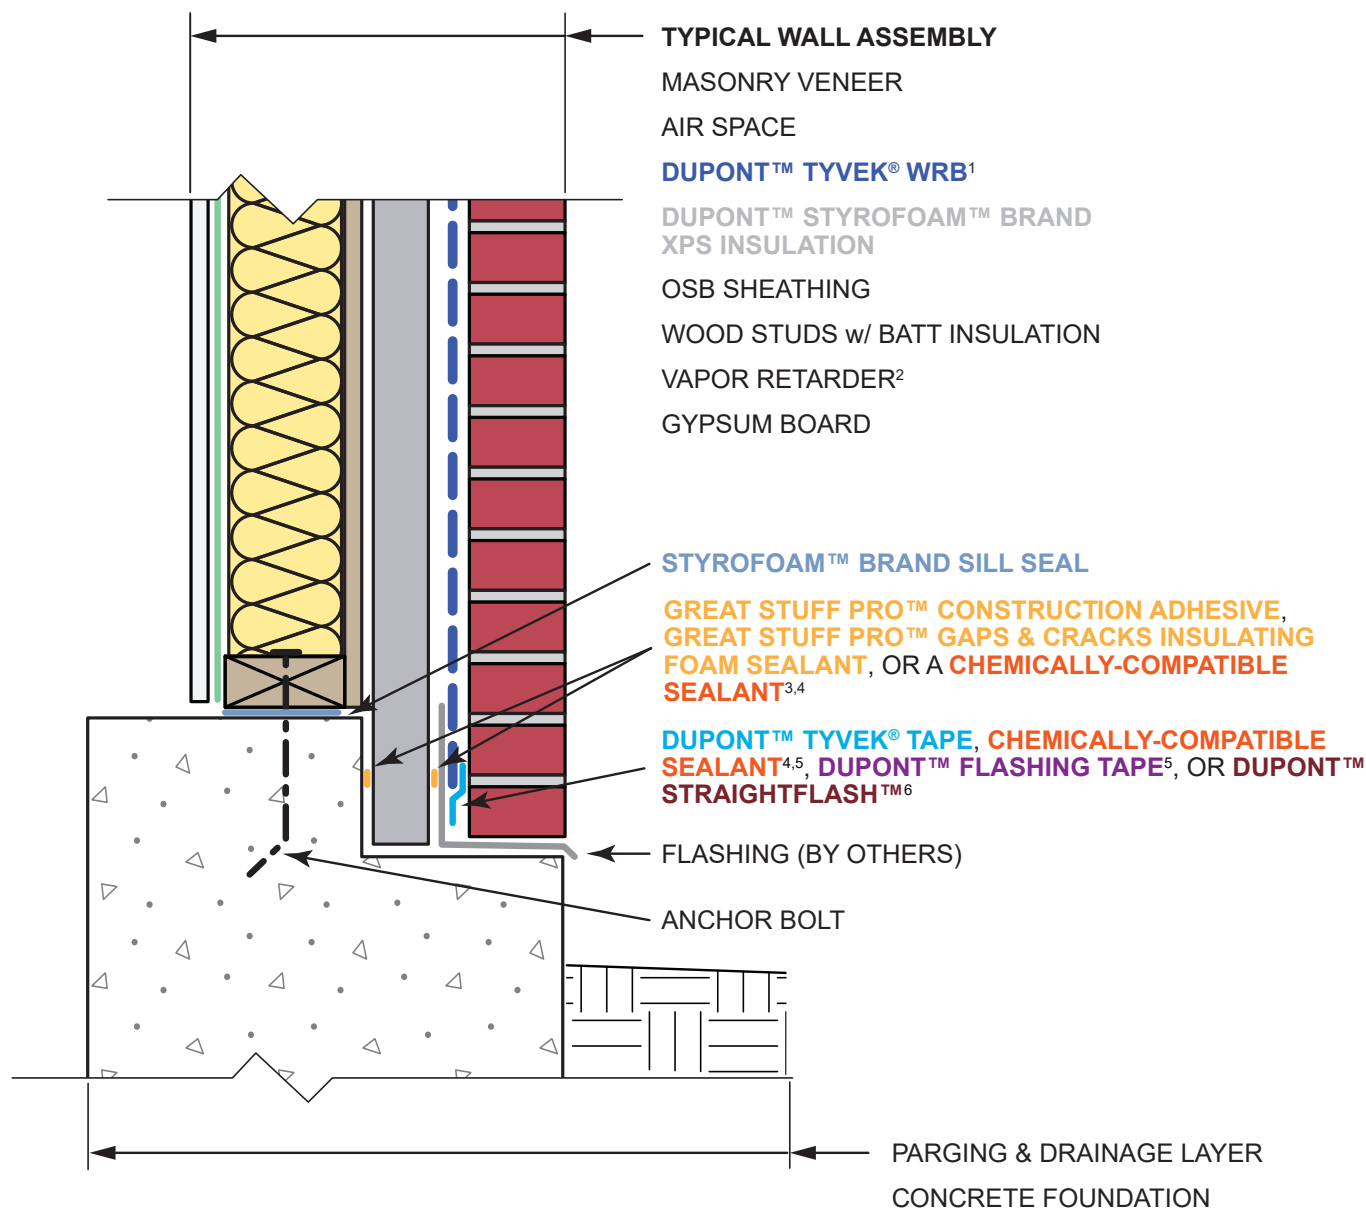 TYPICAL WALL ASSEMBLY
MASONRY VENEER
AIR SPACE
DUPONT™ TYVEK® WRB¹
DUPONT™ STYROFOAM™ BRAND
XPS INSULATION
OSB SHEATHING
WOOD STUDS w/ BATT INSULATION
VAPOR RETARDER²
GYPSUM BOARD
STYROFOAM™ BRAND SILL SEAL
GREAT STUFF PRO™ CONSTRUCTION ADHESIVE,
GREAT STUFF PRO™ GAPS & CRACKS INSULATING
FOAM SEALANT, OR A CHEMICALLY-COMPATIBLE
SEALANT³,⁴
DUPONT™ TYVEK® TAPE, CHEMICALLY-COMPATIBLE
SEALANT⁴,⁵, DUPONT™ FLASHING TAPE⁵, OR DUPONT™
STRAIGHTFLASH™⁶
FLASHING (BY OTHERS)
ANCHOR BOLT
PARGING & DRAINAGE LAYER
CONCRETE FOUNDATION